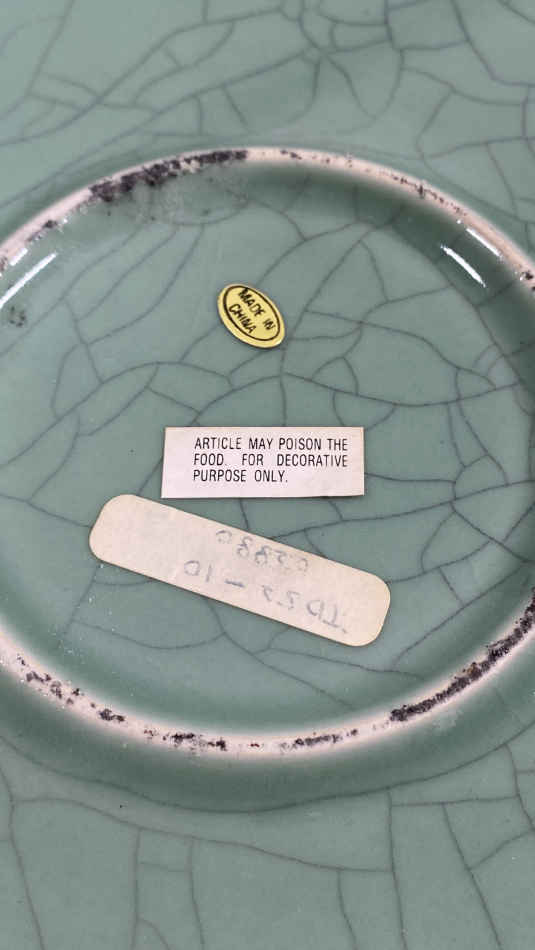 MADE IN
CHINA
ARTICLE MAY POISON THE
FOOD. FOR DECORATIVE
PURPOSE ONLY.